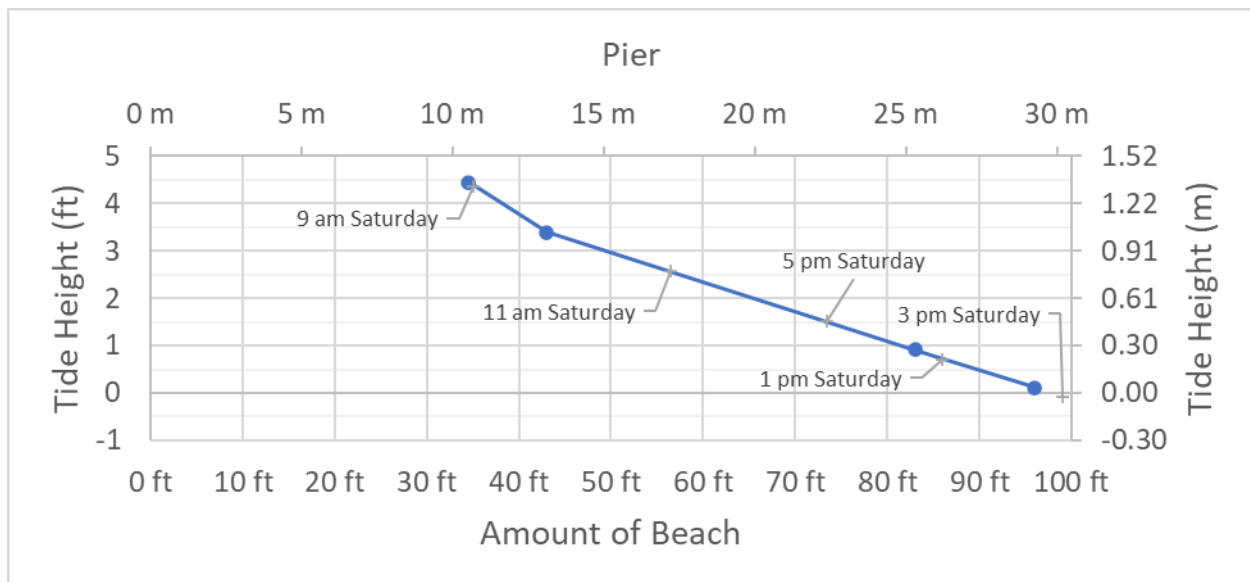 Pier
0 m 5 m 10 m 15 m 20 m 25 m 30 m
5 1.52
4 1.22
9 am Saturday
3 0.91
5 pm Saturday
2 0.61
11 am Saturday
3 pm Saturday
1 0.30
1 pm Saturday
0 0.00
-1 -0.30
Tide Height (ft)
Tide Height (m)
0 ft 10 ft 20 ft 30 ft 40 ft 50 ft 60 ft 70 ft 80 ft 90 ft 100 ft
Amount of Beach